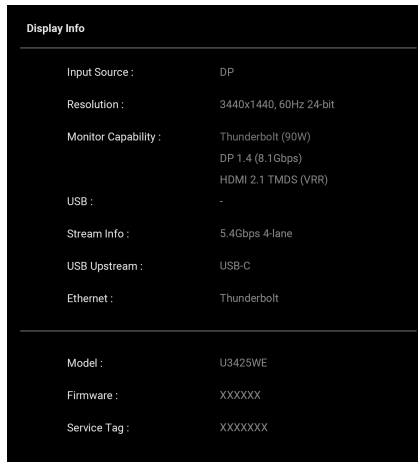 Display Info
Input Source : DP
Resolution : 3440x1440, 60Hz 24-bit
Monitor Capability : Thunderbolt (90W)
DP 1.4 (8.1Gbps)
HDMI 2.1 TMDS (VRR)
USB : -
Stream Info : 5.4Gbps 4-lane
USB Upstream : USB-C
Ethernet : Thunderbolt
Model : U3425WE
Firmware : XXXXXX
Service Tag : XXXXXXX